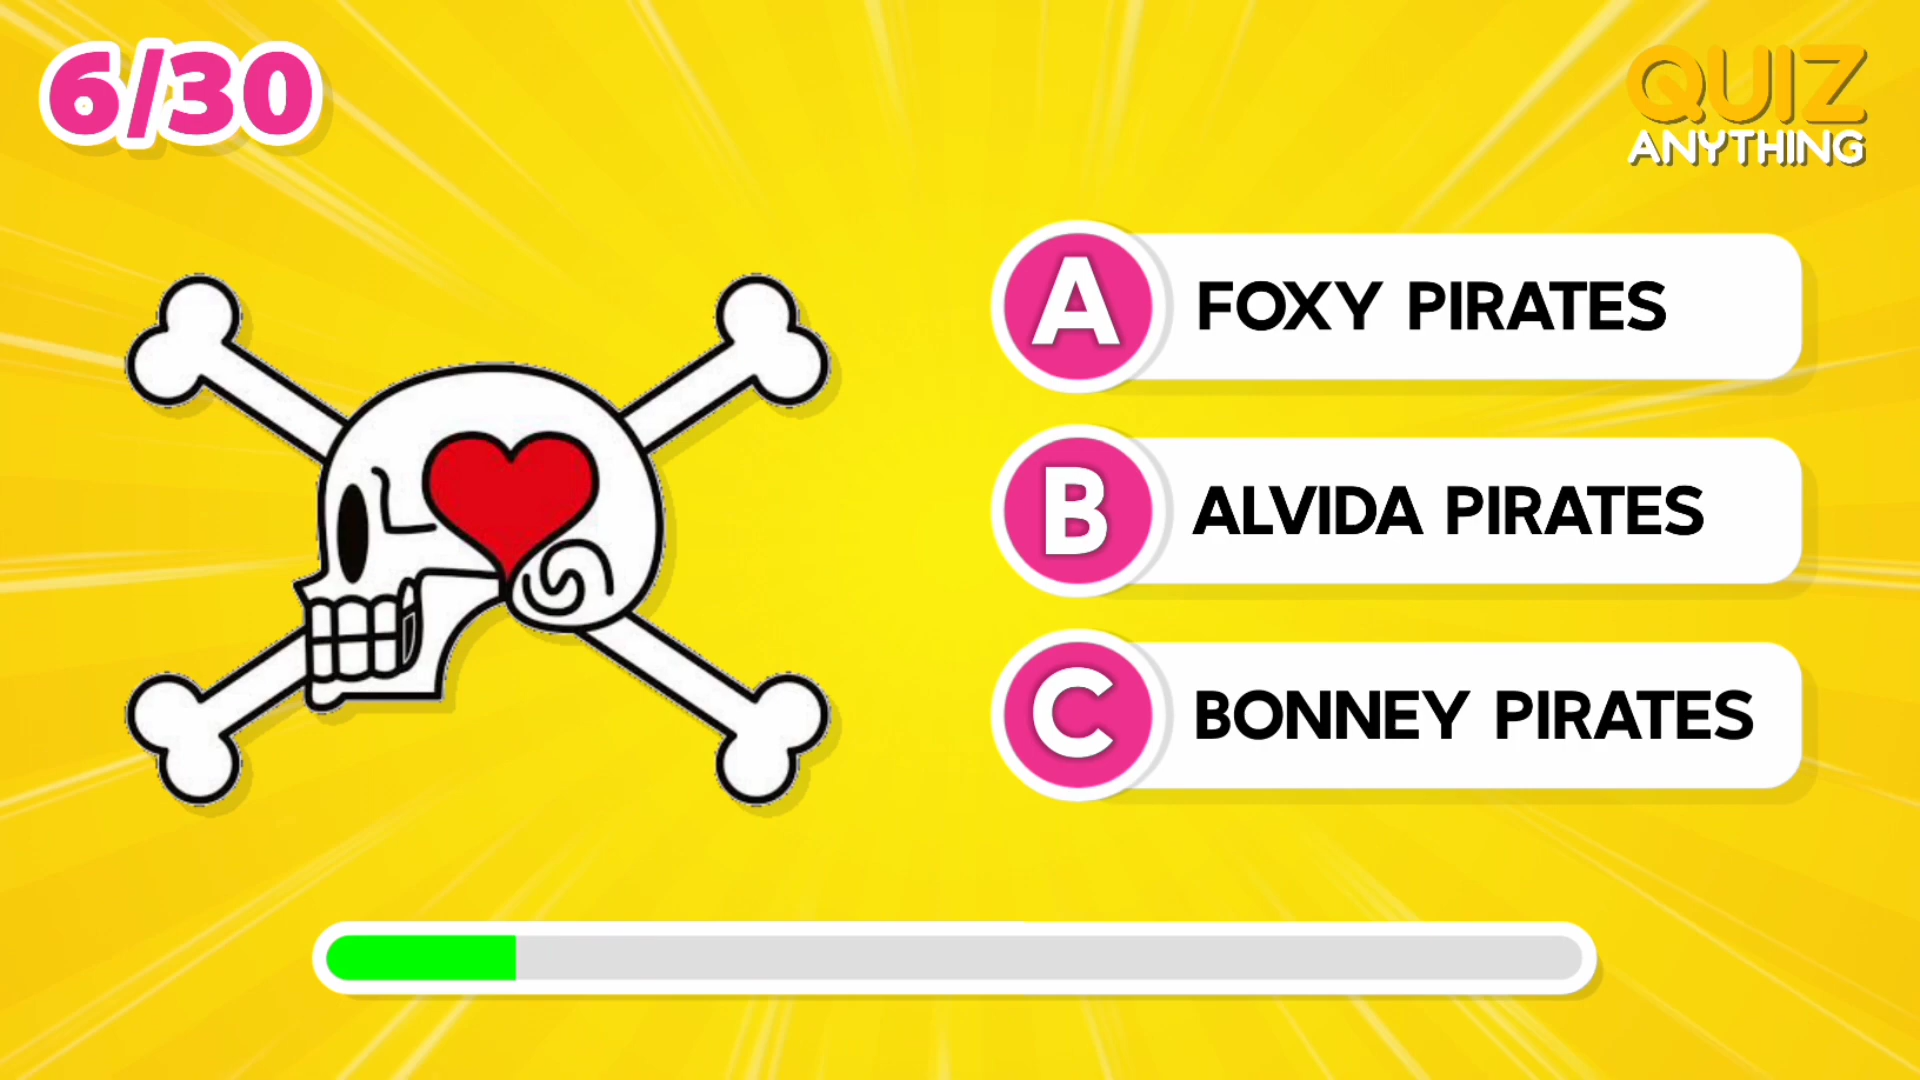 6/30
QUIZ
ANYTHING
A FOXY PIRATES
B ALVIDA PIRATES
C BONNEY PIRATES